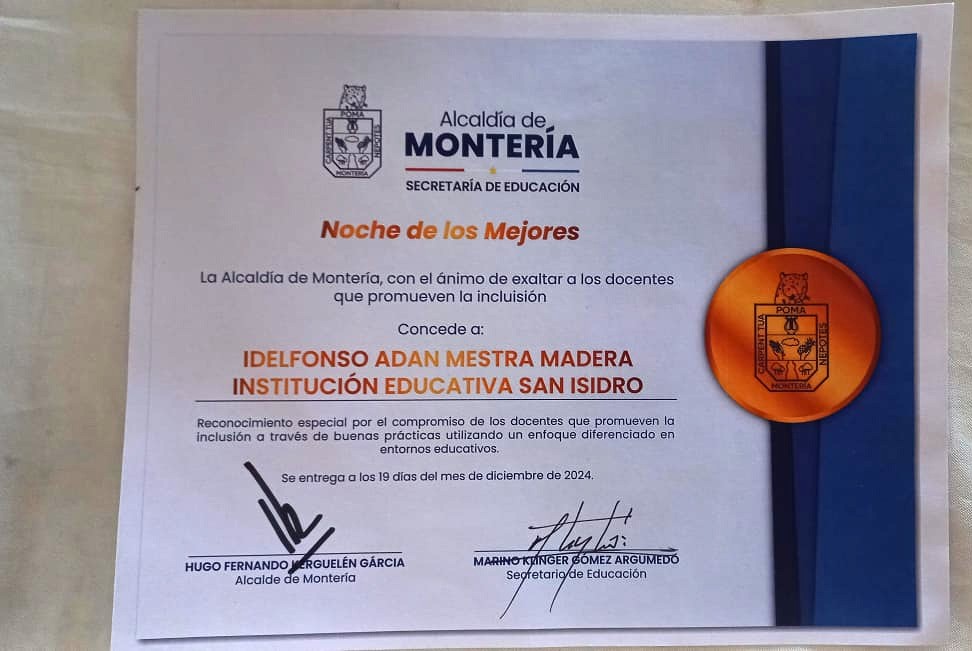 POMA
CARPENT TUA
NEPOTES
MONTERÍA
Alcaldía de
MONTERÍA
SECRETARÍA DE EDUCACIÓN
Noche de los Mejores
La Alcaldía de Montería, con el ánimo de exaltar a los docentes
que promueven la incluisión
Concede a:
IDELFONSO ADAN MESTRA MADERA
INSTITUCIÓN EDUCATIVA SAN ISIDRO
Reconocimiento especial por el compromiso de los docentes que promueven la
inclusión a través de buenas prácticas utilizando un enfoque diferenciado en
entornos educativos.
Se entrega a los 19 días del mes de diciembre de 2024.
HUGO FERNANDO KERGUELÉN GÁRCIA
Alcalde de Montería
MARINO KLINGER GÓMEZ ARGUMEDO
Secretario de Educación
POMA
CARPENT TUA
NEPOTES
MONTERÍA